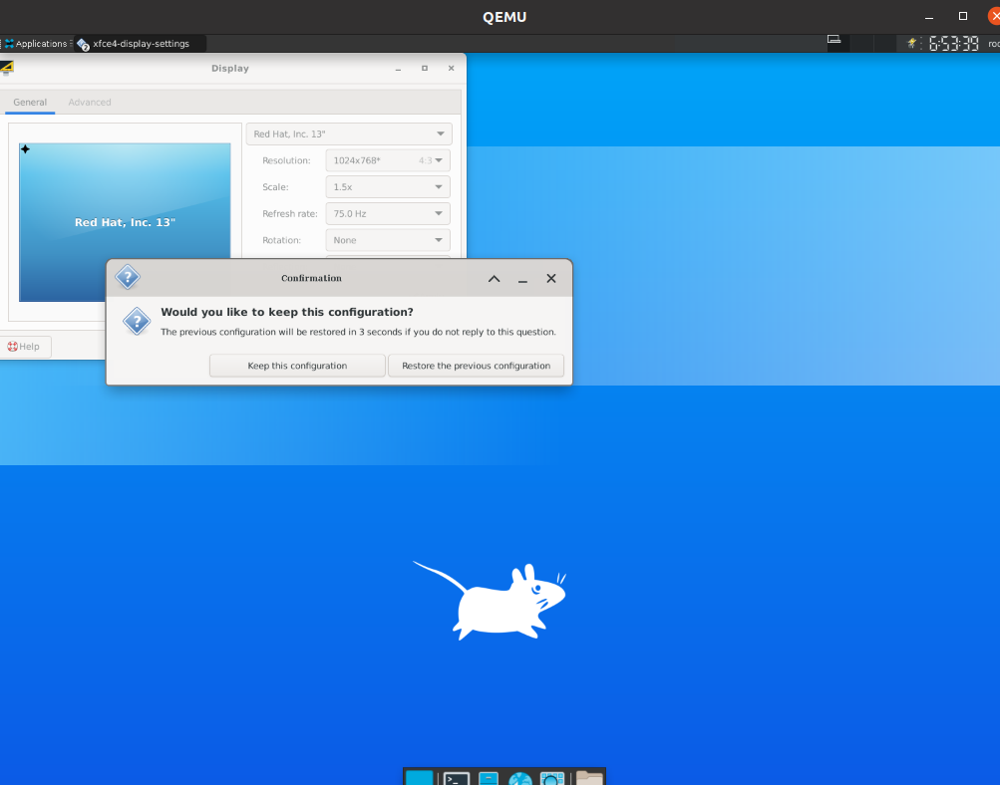 QEMU
Applications
xfce4-display-settings
6:53:39
roo
Display
General
Advanced
Red Hat, Inc. 13"
Red Hat, Inc. 13"
Resolution:
1024x768*
4:3
Scale:
1.5x
Refresh rate:
75.0 Hz
Rotation:
None
Help
Confirmation
Would you like to keep this configuration?
The previous configuration will be restored in 3 seconds if you do not reply to this question.
Keep this configuration
Restore the previous configuration